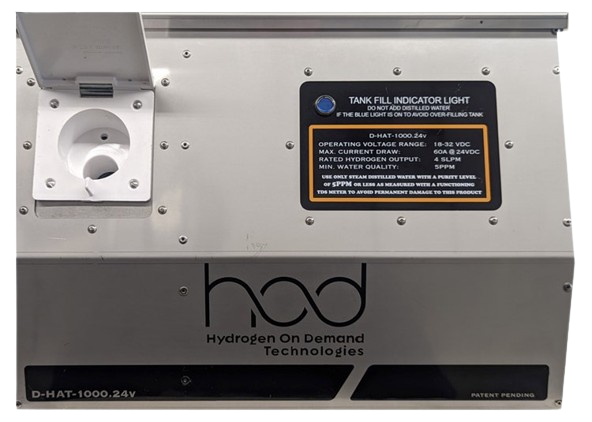 TANK FILL INDICATOR LIGHT
DO NOT ADD DISTILLED WATER
IF THE BLUE LIGHT IS ON TO AVOID OVER-FILLING TANK
D-HAT-1000.24v
OPERATING VOLTAGE RANGE: 18-32 VDC
MAX. CURRENT DRAW: 60A @ 24VDC
RATED HYDROGEN OUTPUT: 4 SLPM
MIN. WATER QUALITY: 5PPM
USE ONLY STEAM DISTILLED WATER WITH A PURITY LEVEL
OF 5PPM OR LESS AS MEASURED WITH A FUNCTIONING
TDS METER TO AVOID PERMANENT DAMAGE TO THIS PRODUCT
hod
Hydrogen On Demand
Technologies
D-HAT-1000.24v
PATENT PENDING